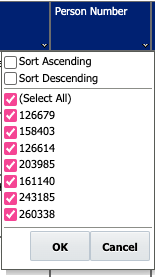 Person Number
Sort Ascending
Sort Descending
(Select All)
126679
158403
126614
203985
161140
243185
260338
OK Cancel